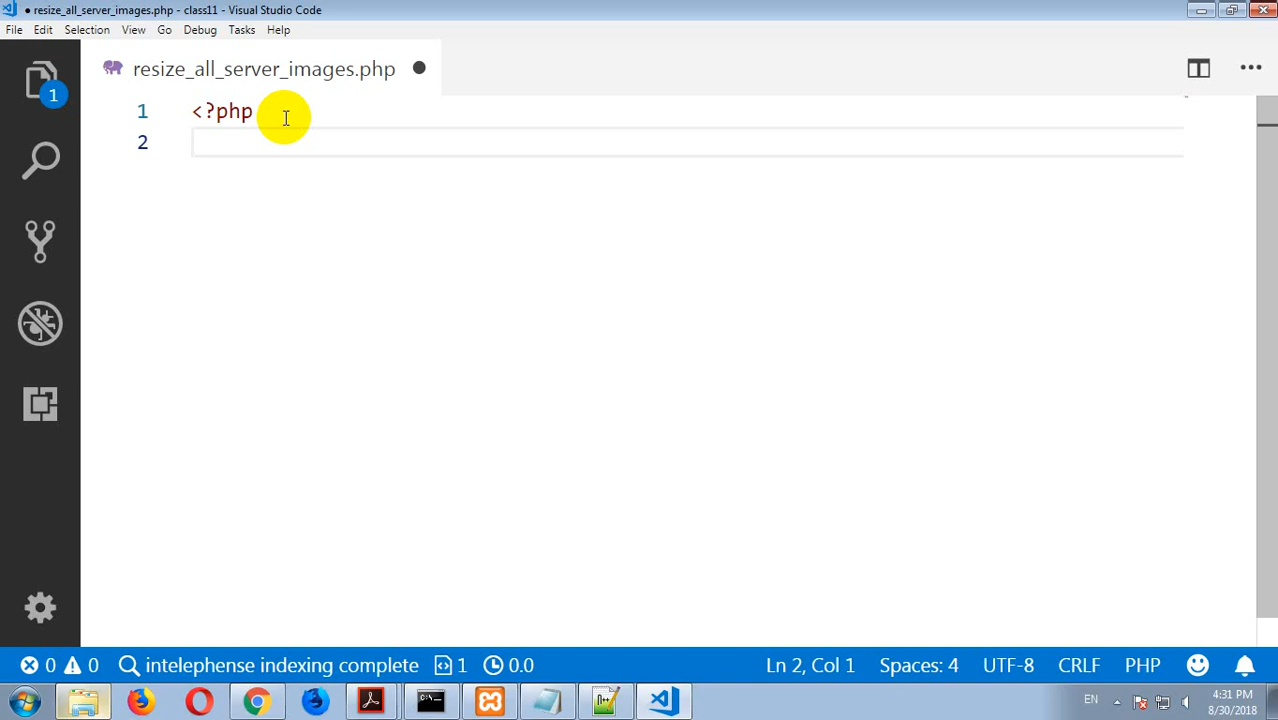 ● resize_all_server_images.php - class11 - Visual Studio Code
File Edit Selection View Go Debug Tasks Help
resize_all_server_images.php ●
1 <?php
2
1
0 0 intelephense indexing complete 1 0.0 Ln 2, Col 1 Spaces: 4 UTF-8 CRLF PHP
EN 4:31 PM
8/30/2018